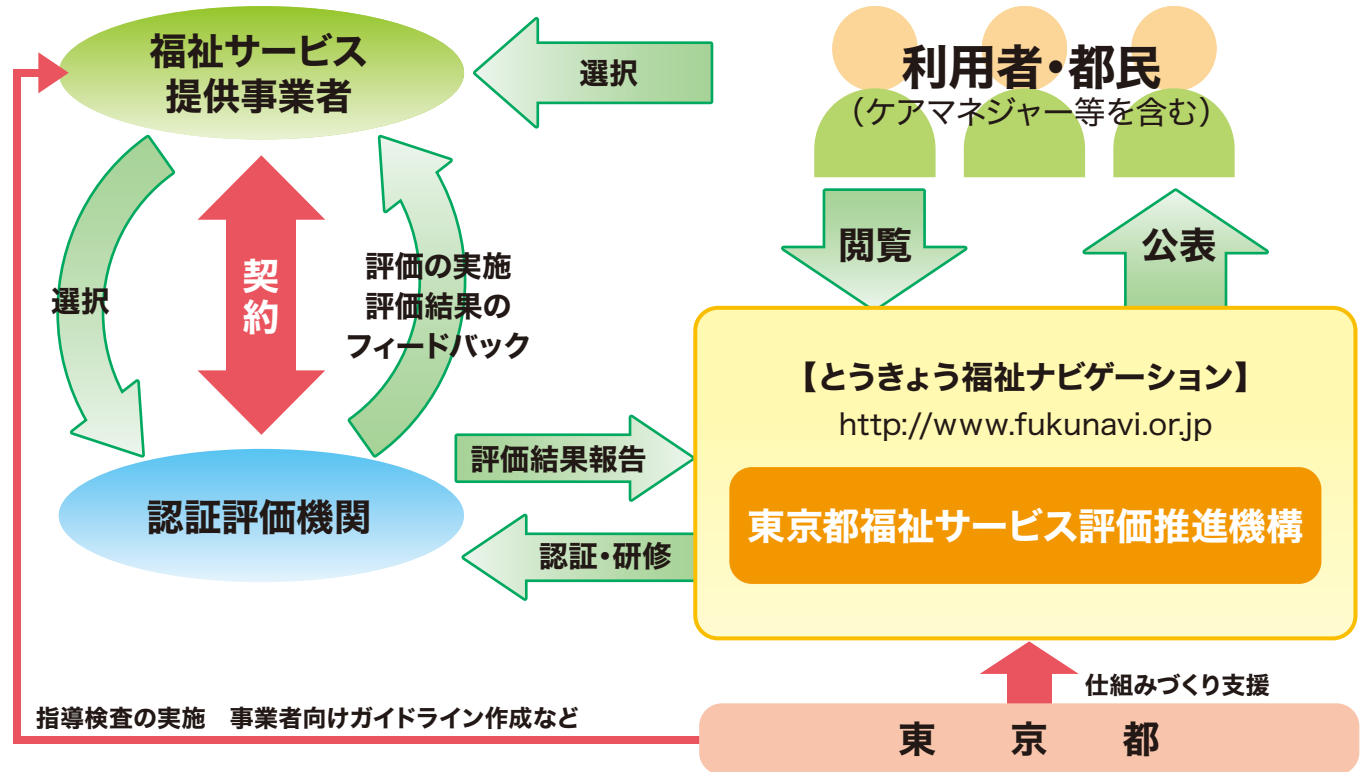 福祉サービス
提供事業者
選択
利用者・都民
（ケアマネジャー等を含む）
選択
契約
評価の実施
評価結果の
フィードバック
閲覧
公表
【とうきょう福祉ナビゲーション】
http://www.fukunavi.or.jp
東京都福祉サービス評価推進機構
評価結果報告
認証・研修
認証評価機関
仕組みづくり支援
指導検査の実施　事業者向けガイドライン作成など
東　京　都